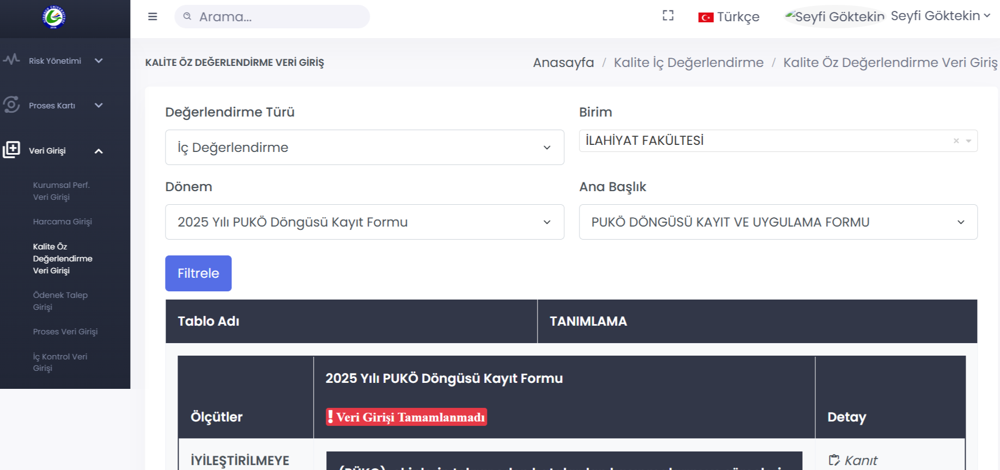 Arama...
Türkçe
Seyfi Göktekin
Seyfi Göktekin
Risk Yönetimi
Proses Kartı
Veri Girişi
Kurumsal Perf.
Veri Girişi
Harcama Girişi
Kalite Öz
Değerlendirme
Veri Girişi
Ödenek Talep
Girişi
Proses Veri Girişi
İç Kontrol Veri
Girişi
KALİTE ÖZ DEĞERLENDİRME VERİ GİRİŞ
Anasayfa / Kalite İç Değerlendirme / Kalite Öz Değerlendirme Veri Giriş
Değerlendirme Türü
İç Değerlendirme
Birim
İLAHİYAT FAKÜLTESİ
Dönem
2025 Yılı PUKÖ Döngüsü Kayıt Formu
Ana Başlık
PUKÖ DÖNGÜSÜ KAYIT VE UYGULAMA FORMU
Filtrele
Tablo Adı
TANIMLAMA
Ölçütler
2025 Yılı PUKÖ Döngüsü Kayıt Formu
! Veri Girişi Tamamlanmadı
Detay
İYİLEŞTİRİLMEYE
Kanıt